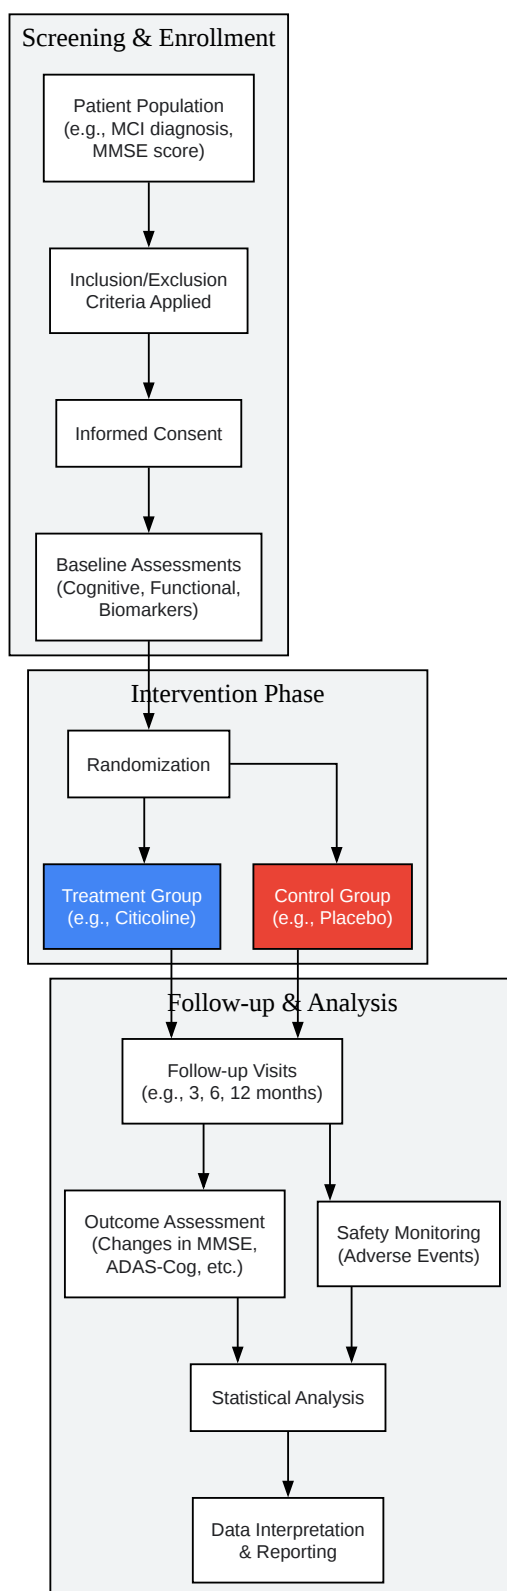 Screening & Enrollment
Patient Population
(e.g., MCI diagnosis,
MMSE score)
Inclusion/Exclusion
Criteria Applied
Informed Consent
Baseline Assessments
(Cognitive, Functional,
Biomarkers)
Intervention Phase
Randomization
Treatment Group
(e.g., Citicoline)
Control Group
(e.g., Placebo)
Follow-up & Analysis
Follow-up Visits
(e.g., 3, 6, 12 months)
Outcome Assessment
(Changes in MMSE,
ADAS-Cog, etc.)
Safety Monitoring
(Adverse Events)
Statistical Analysis
Data Interpretation
& Reporting